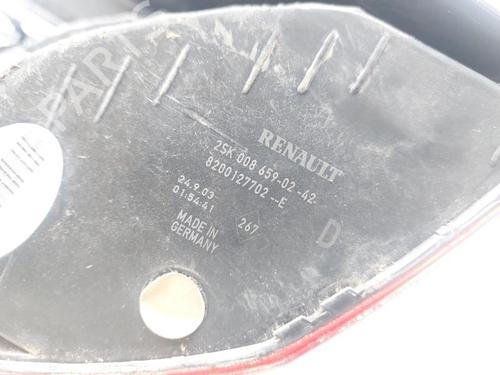 RENAULT
2SK 008 659-02-42
8200127702--E
24.9.03
01:54:41
267
D
MADE IN
GERMANY